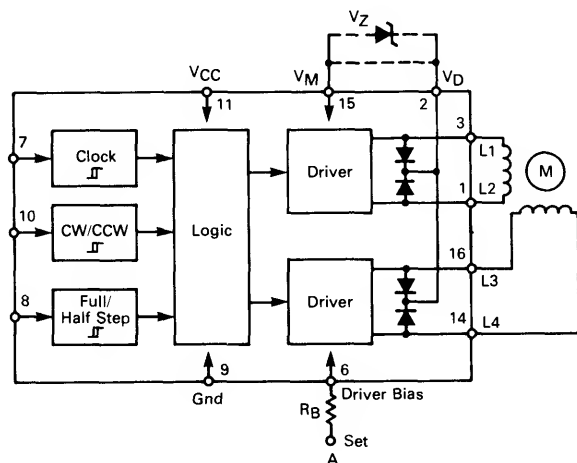 VZ
VCC
VM
VD
11
15
2
7
Clock
3
L1
Driver
M
10
CW/CCW
Logic
1
L2
16
L3
8
Full/
Half Step
Driver
14
L4
9
6
Gnd
Driver Bias
RB
Set
A